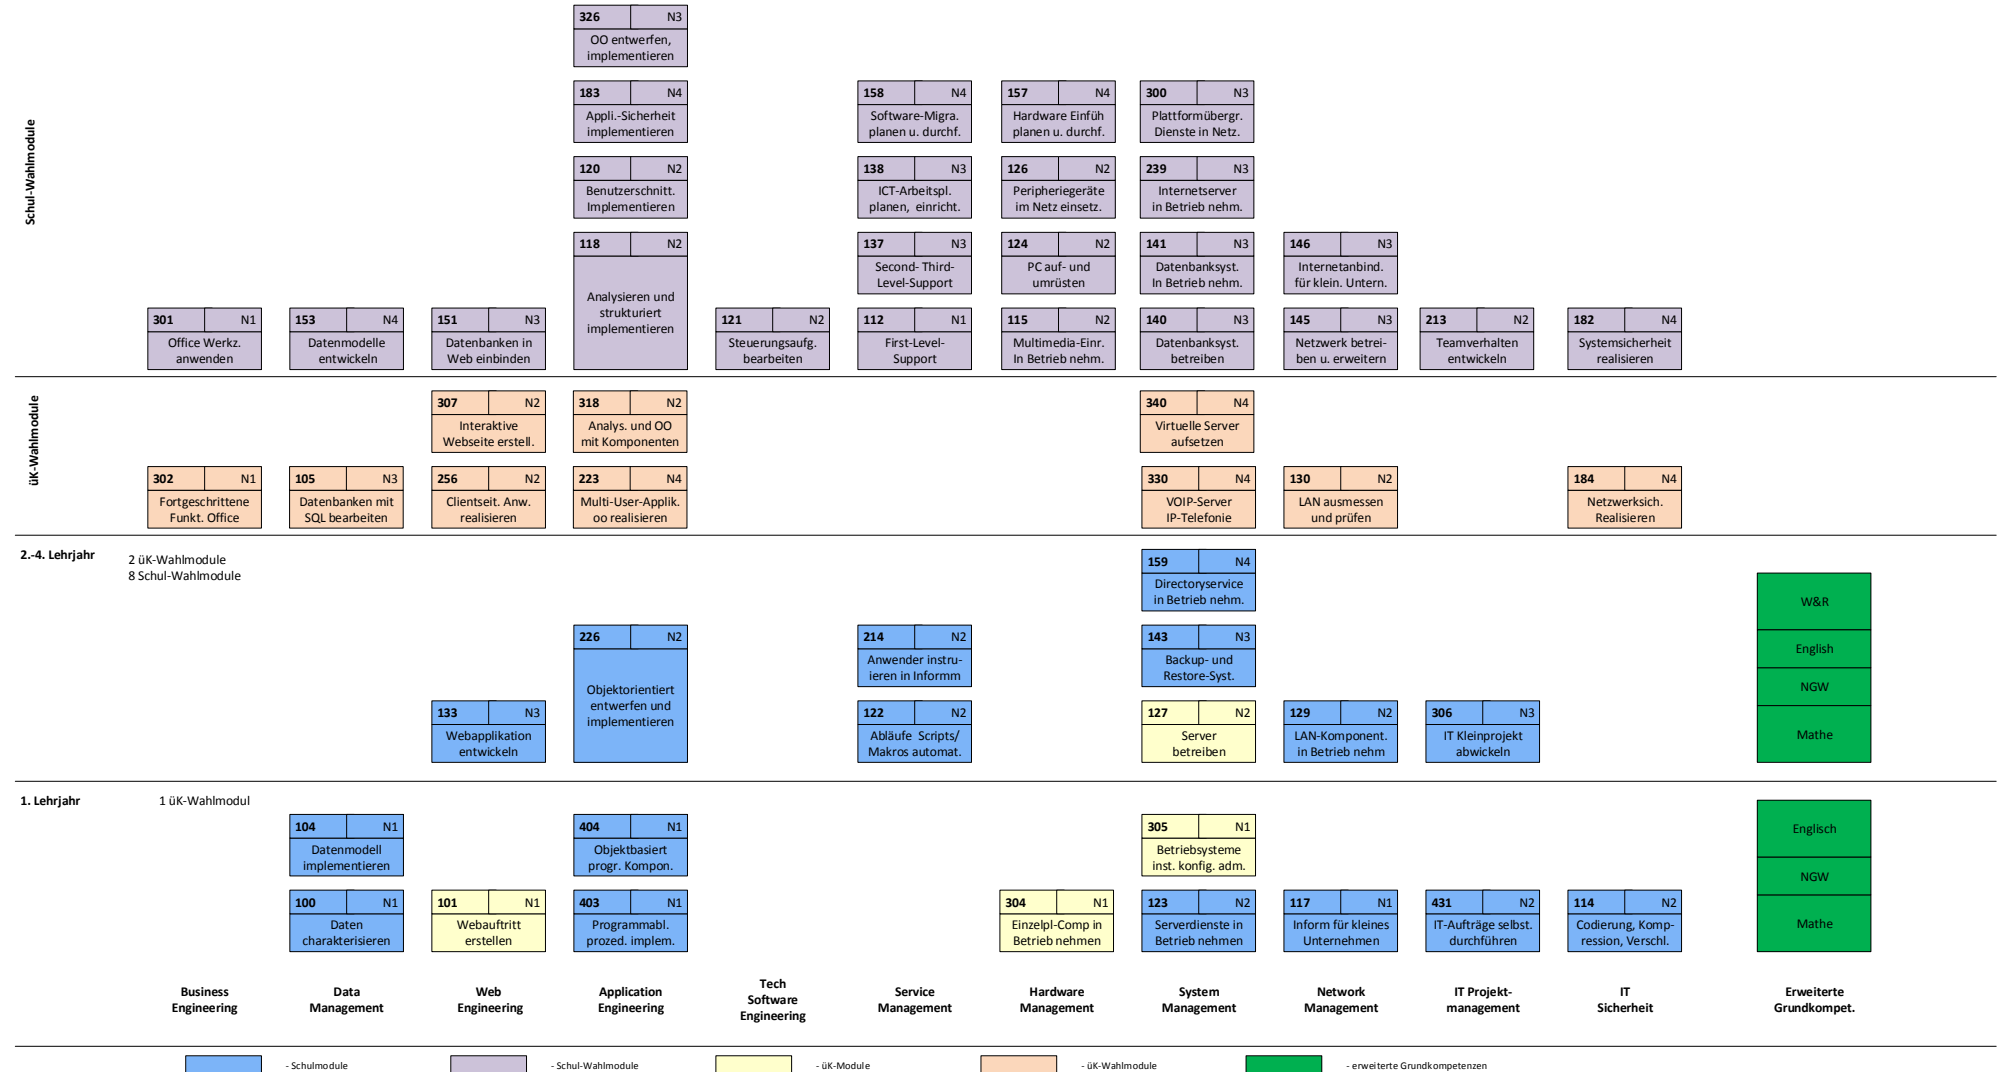 Schul-Wahlmodule
326 N3
OO entwerfen,
implementieren
183 N4
Appli.-Sicherheit
implementieren
158 N4
Software-Migra.
planen u. durchf.
157 N4
Hardware Einfüh
planen u. durchf.
300 N3
Plattformübergr.
Dienste in Netz.
120 N2
Benutzerschnitt.
Implementieren
138 N3
ICT-Arbeitspl.
planen, einricht.
126 N2
Peripheriegeräte
im Netz einsetz.
239 N3
Internetserver
in Betrieb nehm.
118 N2
Analysieren und
strukturiert
implementieren
137 N3
Second- Third-
Level-Support
124 N2
PC auf- und
umrüsten
141 N3
Datenbanksyst.
In Betrieb nehm.
146 N3
Internetanbind.
für klein. Untern.
301 N1
Office Werkz.
anwenden
153 N4
Datenmodelle
entwickeln
151 N3
Datenbanken in
Web einbinden
121 N2
Steuerungsaufg.
bearbeiten
112 N1
First-Level-
Support
115 N2
Multimedia-Einr.
In Betrieb nehm.
140 N3
Datenbanksyst.
betreiben
145 N3
Netzwerk betrei-
ben u. erweitern
213 N2
Teamverhalten
entwickeln
182 N4
Systemsicherheit
realisieren
üK-Wahlmodule
307 N2
Interaktive
Webseite erstell.
318 N2
Analys. und OO
mit Komponenten
340 N4
Virtuelle Server
aufsetzen
302 N1
Fortgeschrittene
Funkt. Office
105 N3
Datenbanken mit
SQL bearbeiten
256 N2
Clientseit. Anw.
realisieren
223 N4
Multi-User-Applik.
oo realisieren
330 N4
VOIP-Server
IP-Telefonie
130 N2
LAN ausmessen
und prüfen
184 N4
Netzwerksich.
Realisieren
2.-4. Lehrjahr
2 üK-Wahlmodule
8 Schul-Wahlmodule
159 N4
Directoryservice
in Betrieb nehm.
226 N2
Objektorientiert
entwerfen und
implementieren
214 N2
Anwender instru-
ieren in Informm
143 N3
Backup- und
Restore-Syst.
133 N3
Webapplikation
entwickeln
122 N2
Abläufe Scripts/
Makros automat.
127 N2
Server
betreiben
129 N2
LAN-Komponent.
in Betrieb nehm
306 N3
IT Kleinprojekt
abwickeln
W&R
English
NGW
Mathe
1. Lehrjahr
1 üK-Wahlmodul
104 N1
Datenmodell
implementieren
404 N1
Objektbasiert
progr. Kompon.
305 N1
Betriebsysteme
inst. konfig. adm.
100 N1
Daten
charakterisieren
101 N1
Webauftritt
erstellen
403 N1
Programmabl.
prozed. implem.
304 N1
Einzelpl-Comp in
Betrieb nehmen
123 N2
Serverdienste in
Betrieb nehmen
117 N1
Inform für kleines
Unternehmen
431 N2
IT-Aufträge selbst.
durchführen
114 N2
Codierung, Komp-
ression, Verschl.
Englisch
NGW
Mathe
Business
Engineering
Data
Management
Web
Engineering
Application
Engineering
Tech
Software
Engineering
Service
Management
Hardware
Management
System
Management
Network
Management
IT Projekt-
management
IT
Sicherheit
Erweiterte
Grundkompet.
- Schulmodule
- Schul-Wahlmodule
- üK-Module
- üK-Wahlmodule
- erweiterte Grundkompetenzen